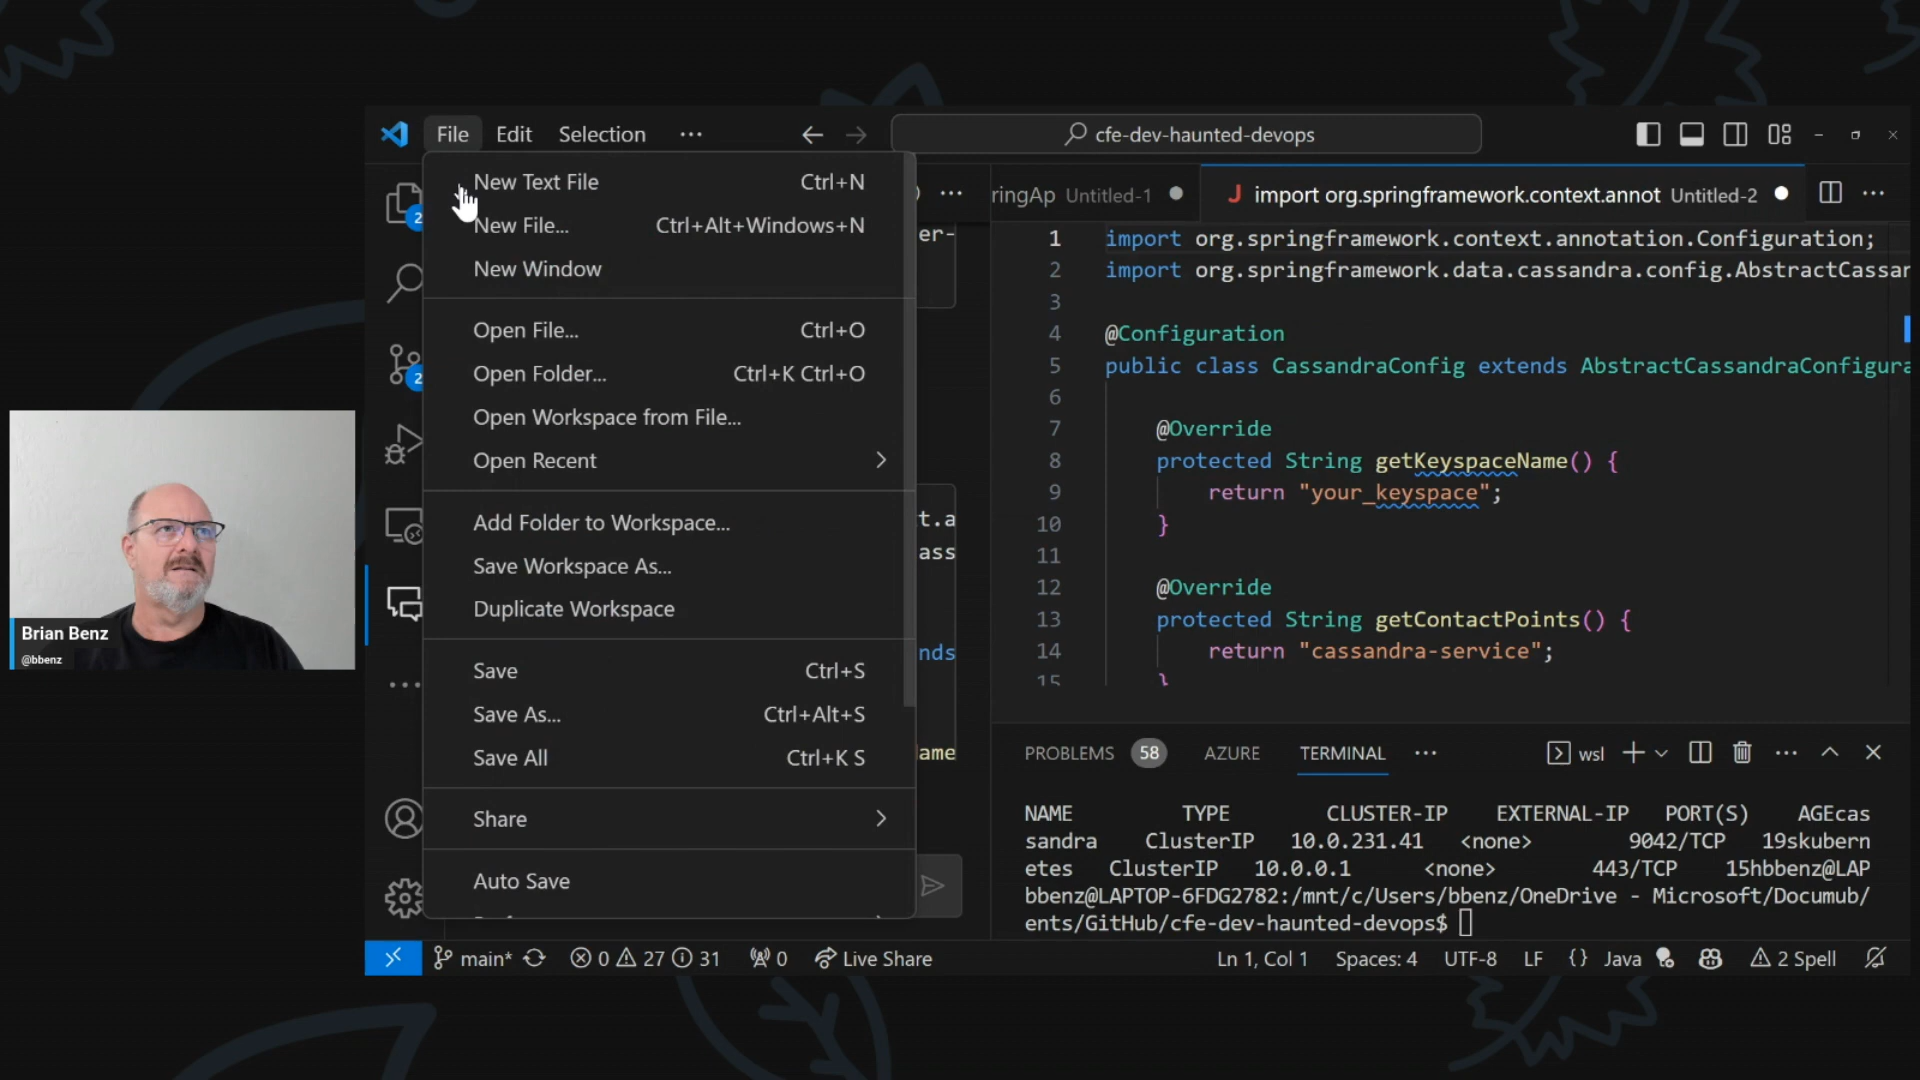 File Edit Selection ··· cfe-dev-haunted-devops
New Text File Ctrl+N
New File... Ctrl+Alt+Windows+N
New Window
Open File... Ctrl+O
Open Folder... Ctrl+K Ctrl+O
Open Workspace from File...
Open Recent
Add Folder to Workspace...
Save Workspace As...
Duplicate Workspace
Save Ctrl+S
Save As... Ctrl+Alt+S
Save All Ctrl+K S
Share
Auto Save
2
2
er-
t.a
ass
nds
ame
ringAp Untitled-1 J import org.springframework.context.annot Untitled-2
1 import org.springframework.context.annotation.Configuration;
2 import org.springframework.data.cassandra.config.AbstractCassan
3
4 @Configuration
5 public class CassandraConfig extends AbstractCassandraConfigura
6
7 @Override
8 protected String getKeyspaceName() {
9 return "your_keyspace";
10 }
11
12 @Override
13 protected String getContactPoints() {
14 return "cassandra-service";
15 }
PROBLEMS 58 AZURE TERMINAL ··· wsl
NAME TYPE CLUSTER-IP EXTERNAL-IP PORT(S) AGEcas
sandra ClusterIP 10.0.231.41 <none> 9042/TCP 19skubern
etes ClusterIP 10.0.0.1 <none> 443/TCP 15hbbenz@LAP
bbenz@LAPTOP-6FDG2782:/mnt/c/Users/bbenz/OneDrive - Microsoft/Documub/
ents/GitHub/cfe-dev-haunted-devops$
main* 0 27 31 0 Live Share Ln 1, Col 1 Spaces: 4 UTF-8 LF {} Java 2 Spell
Brian Benz
@bbenz